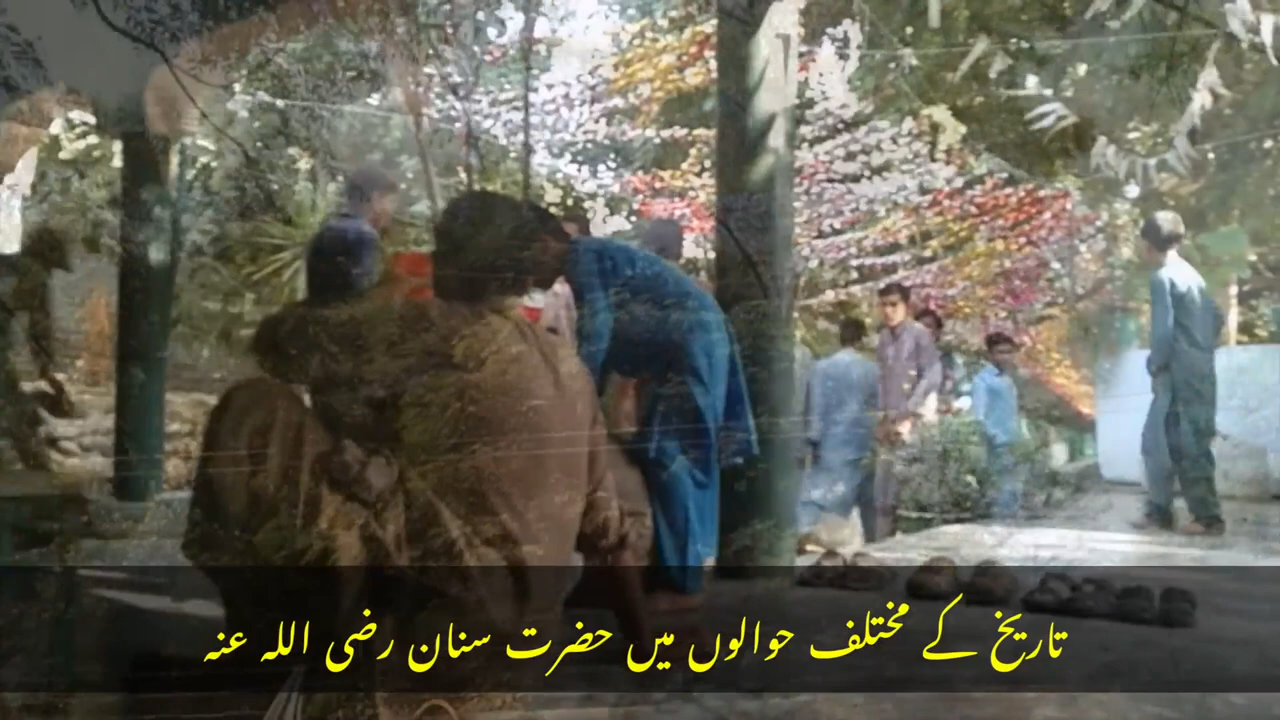 تاریخ کے مختلف حوالوں میں حضرت سنان رضی اللہ عنہ